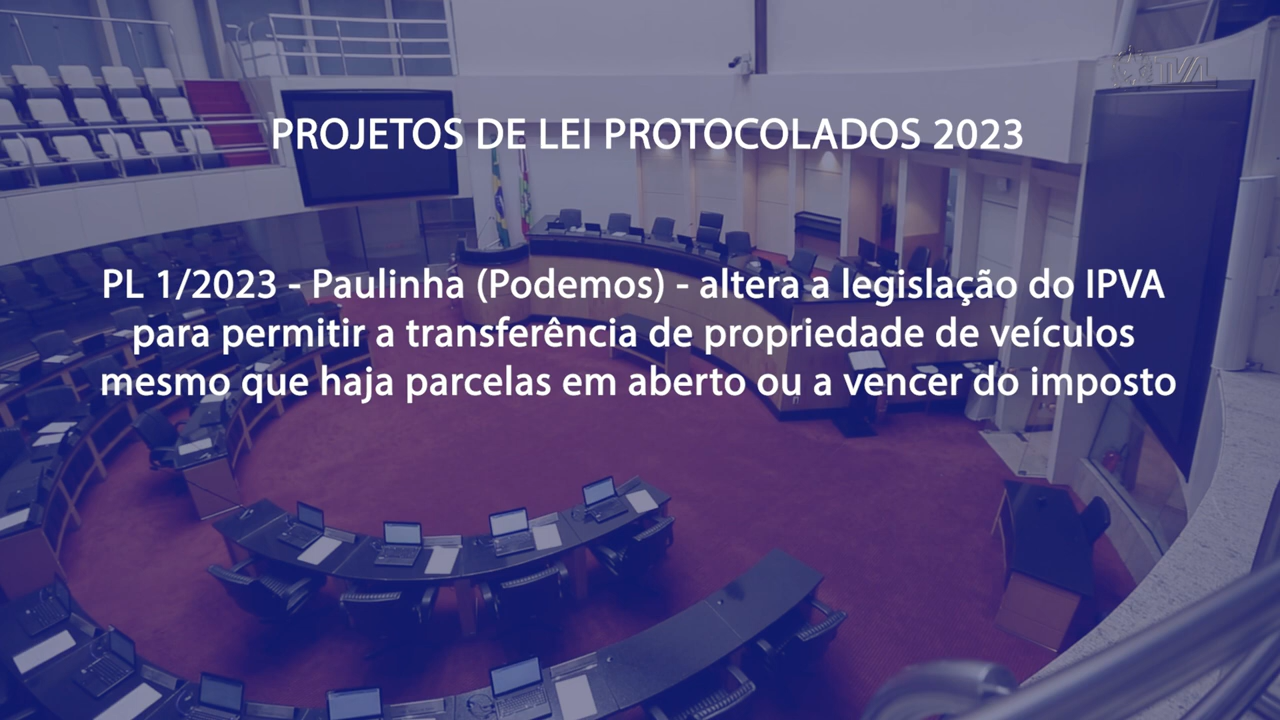 TVAL
PROJETOS DE LEI PROTOCOLADOS 2023
PL 1/2023 - Paulinha (Podemos) - altera a legislação do IPVA
para permitir a transferência de propriedade de veículos
mesmo que haja parcelas em aberto ou a vencer do imposto